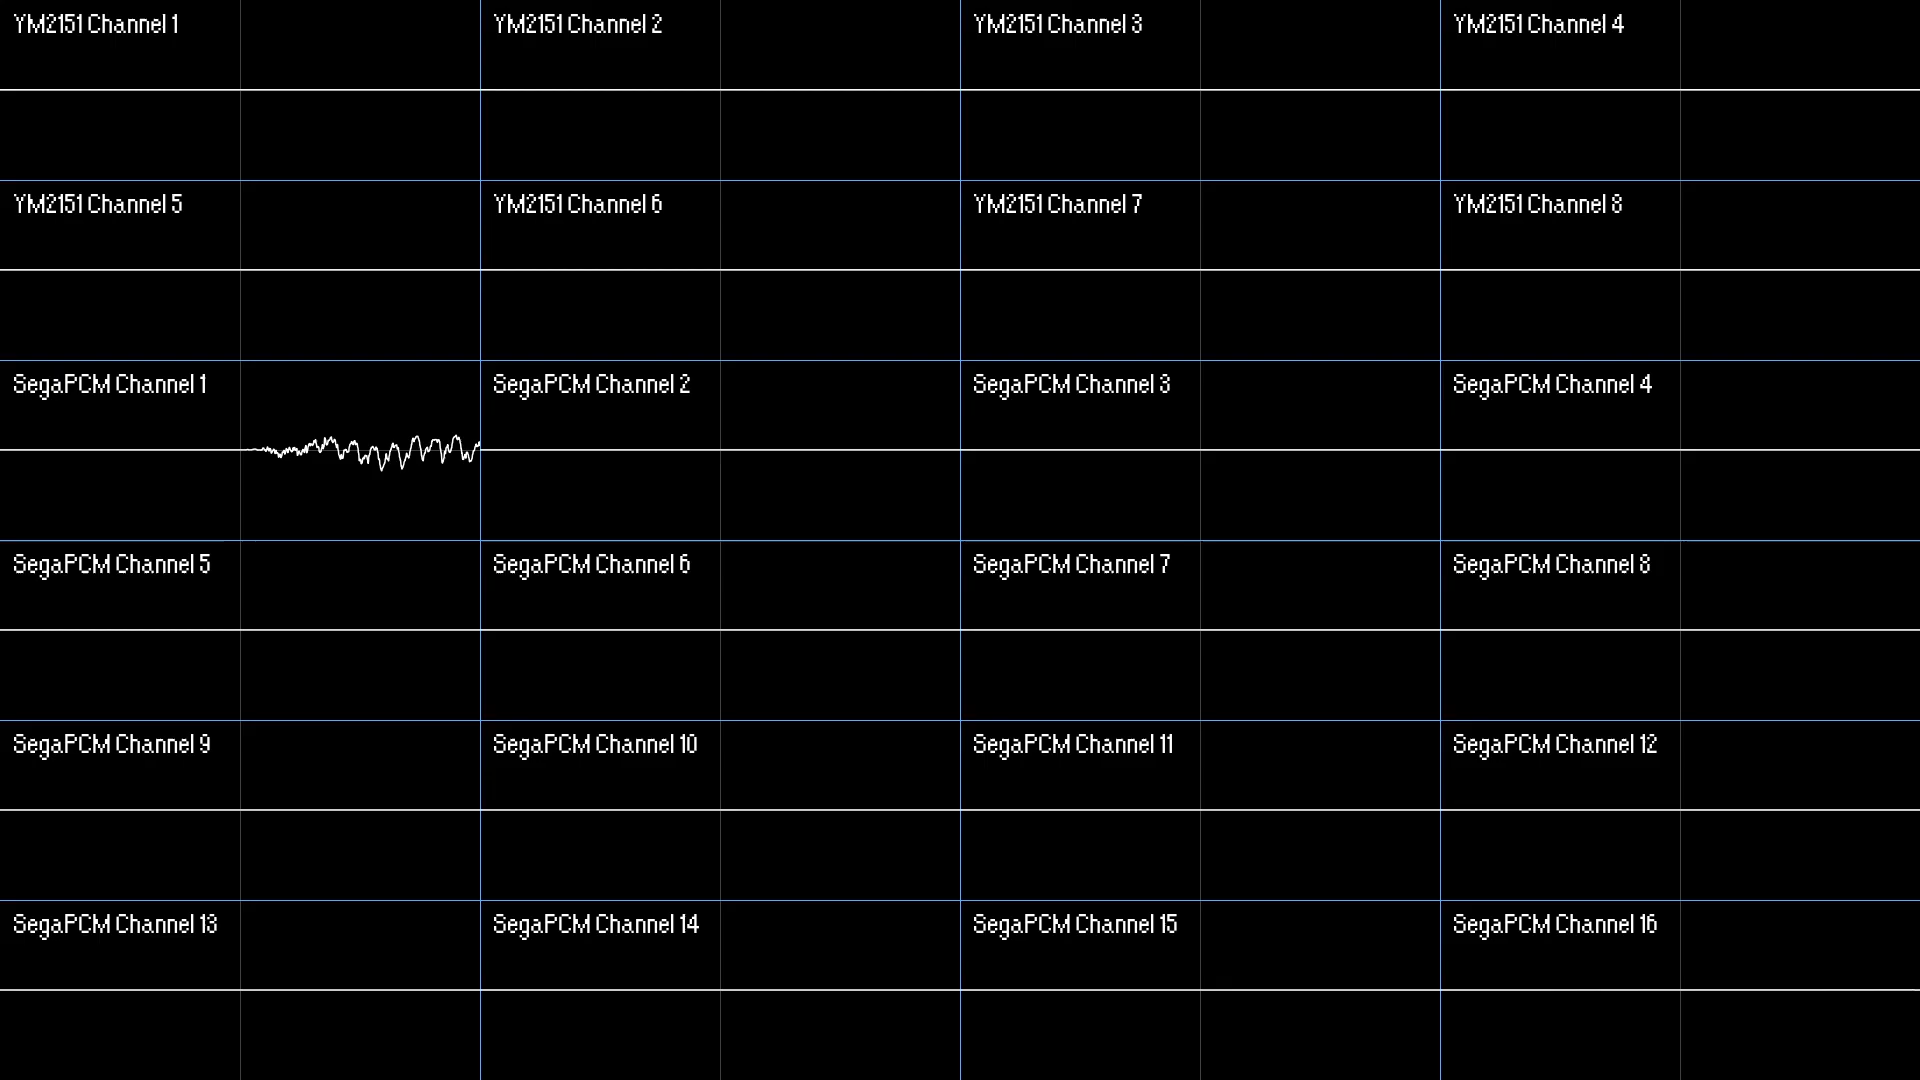 YM2151 Channel 1
YM2151 Channel 2
YM2151 Channel 3
YM2151 Channel 4
YM2151 Channel 5
YM2151 Channel 6
YM2151 Channel 7
YM2151 Channel 8
SegaPCM Channel 1
SegaPCM Channel 2
SegaPCM Channel 3
SegaPCM Channel 4
SegaPCM Channel 5
SegaPCM Channel 6
SegaPCM Channel 7
SegaPCM Channel 8
SegaPCM Channel 9
SegaPCM Channel 10
SegaPCM Channel 11
SegaPCM Channel 12
SegaPCM Channel 13
SegaPCM Channel 14
SegaPCM Channel 15
SegaPCM Channel 16